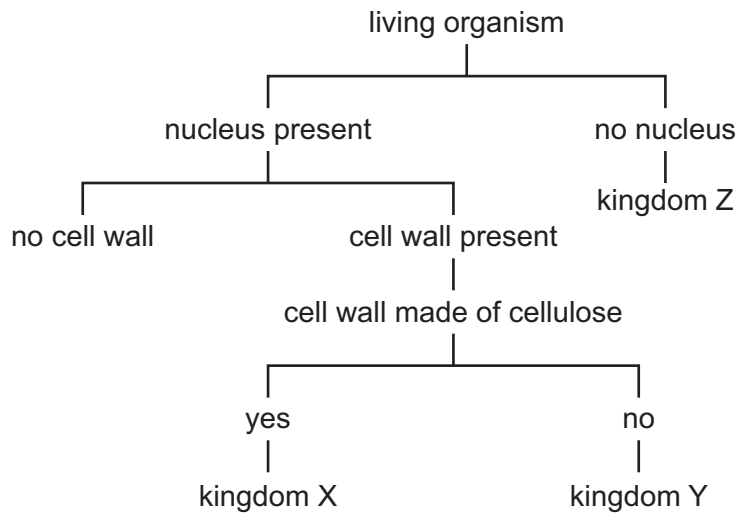 living organism
nucleus present
no nucleus
kingdom Z
no cell wall
cell wall present
cell wall made of cellulose
yes
no
kingdom X
kingdom Y